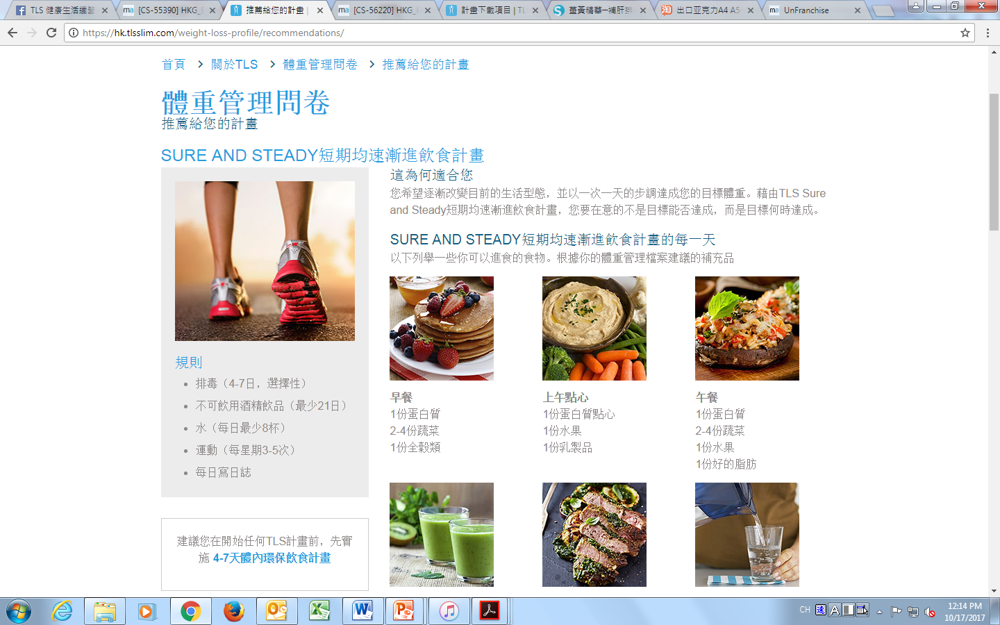 TLS 健康生活纖營
[CS-55390] HKG_
推薦給您的計畫 |
[CS-56220] HKG_
計畫下載項目 | TL
薑黃精華—補肝排
出口亚克力A4 A5
UnFranchise
https://hk.tlsslim.com/weight-loss-profile/recommendations/
首頁 > 關於TLS > 體重管理問卷 > 推薦給您的計畫
體重管理問卷
推薦給您的計畫
SURE AND STEADY短期均速漸進飲食計畫
規則
• 排毒（4-7日，選擇性）
• 不可飲用酒精飲品（最少21日）
• 水（每日最少8杯）
• 運動（每星期3-5次）
• 每日寫日誌
建議您在開始任何TLS計畫前，先實
施 4-7天體內環保飲食計畫
這為何適合您
您希望逐漸改變目前的生活型態，並以一次一天的步調達成您的目標體重。藉由TLS Sure
and Steady短期均速漸進飲食計畫，您要在意的不是目標能否達成，而是目標何時達成。
SURE AND STEADY短期均速漸進飲食計畫的每一天
以下列舉一些你可以進食的食物。根據你的體重管理檔案建議的補充品
早餐
1份蛋白質
2-4份蔬菜
1份全穀類
上午點心
1份蛋白質點心
1份水果
1份乳製品
午餐
1份蛋白質
2-4份蔬菜
1份水果
1份好的脂肪
CH
12:14 PM
10/17/2017